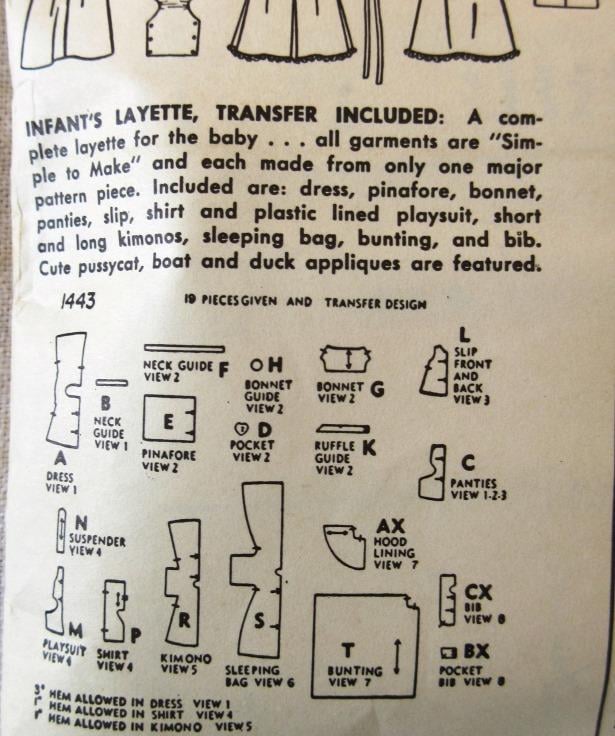 INFANT'S LAYETTE, TRANSFER INCLUDED: A com-
plete layette for the baby . . . all garments are "Sim-
ple to Make" and each made from only one major
pattern piece. Included are: dress, pinafore, bonnet,
panties, slip, shirt and plastic lined playsuit, short
and long kimonos, sleeping bag, bunting, and bib.
Cute pussycat, boat and duck appliques are featured.
1443
19 PIECES GIVEN AND TRANSFER DESIGN
A
DRESS
VIEW 1
B
NECK
GUIDE
VIEW 1
NECK GUIDE F
VIEW 2
E
PINAFORE
VIEW 2
H
BONNET
GUIDE
VIEW 2
D
POCKET
VIEW 2
BONNET G
VIEW 2
RUFFLE K
GUIDE
VIEW 2
L
SLIP
FRONT
AND
BACK
VIEW 3
C
PANTIES
VIEW 1-2-3
N
SUSPENDER
VIEW 4
M
PLAYSUIT
VIEW 4
P
SHIRT
VIEW 4
R
KIMONO
VIEW 5
S
SLEEPING
BAG VIEW 6
AX
HOOD
LINING
VIEW 7
T
BUNTING
VIEW 7
CX
BIB
VIEW 8
BX
POCKET
BIB VIEW 8
3" HEM ALLOWED IN DRESS VIEW 1
1" HEM ALLOWED IN SHIRT VIEW 4
1" HEM ALLOWED IN KIMONO VIEW 5